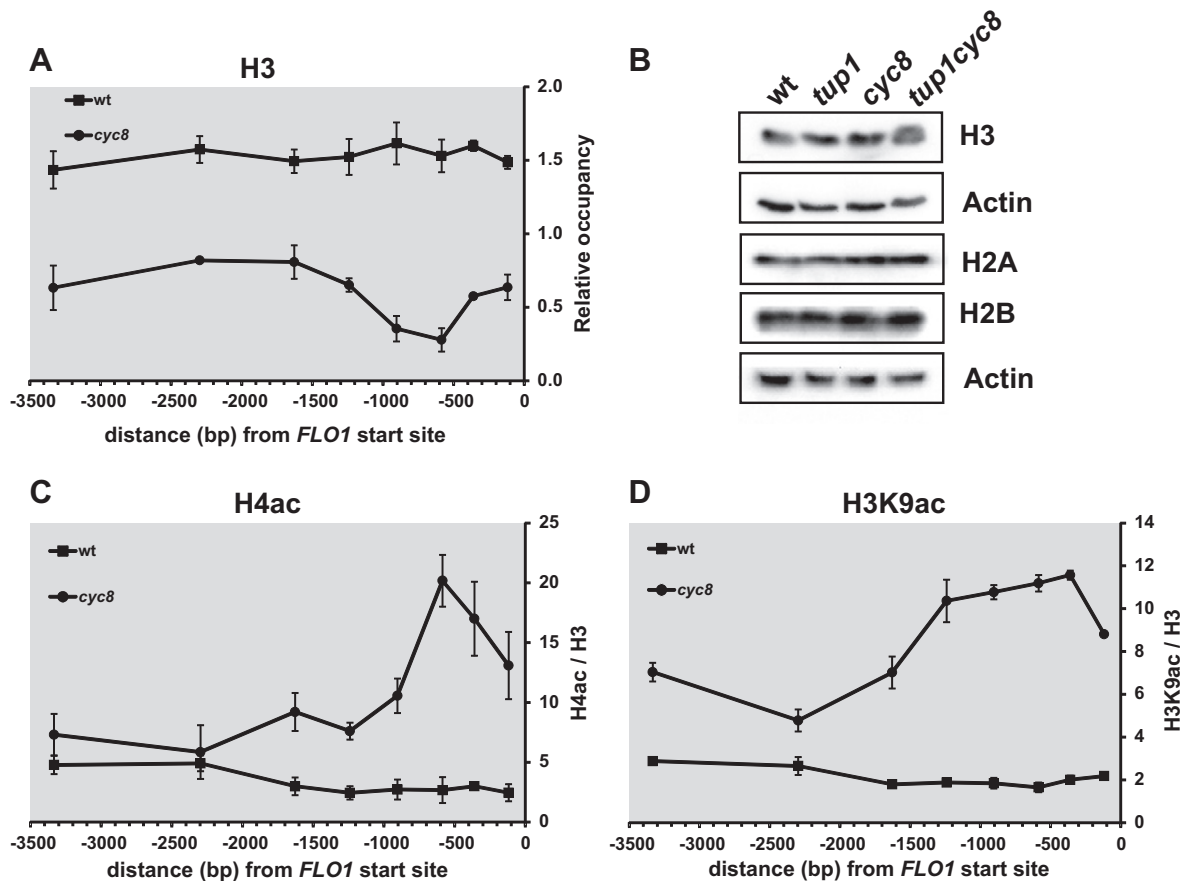 A
H3
wt
cyc8
2.0
1.5
1.0
0.5
0.0
Relative occupancy
-3500 -3000 -2500 -2000 -1500 -1000 -500 0
distance (bp) from FLO1 start site
B
wt tup1 cyc8 tup1cyc8
H3
Actin
H2A
H2B
Actin
C
H4ac
wt
cyc8
25
20
15
10
5
0
H4ac / H3
-3500 -3000 -2500 -2000 -1500 -1000 -500 0
distance (bp) from FLO1 start site
D
H3K9ac
wt
cyc8
14
12
10
8
6
4
2
0
H3K9ac / H3
-3500 -3000 -2500 -2000 -1500 -1000 -500 0
distance (bp) from FLO1 start site